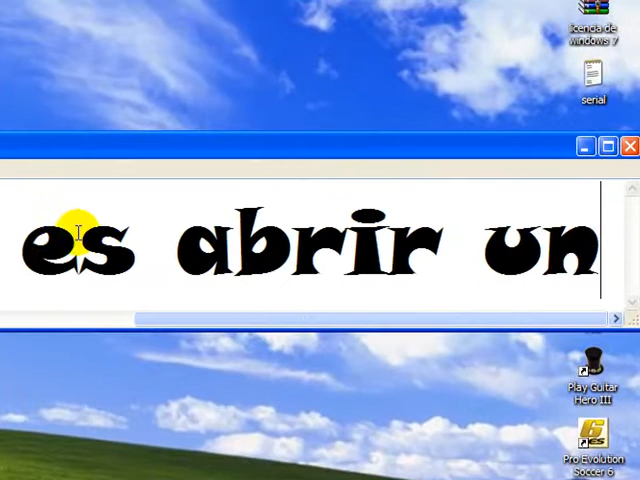 licencia de
windows 7
serial
es abrir un
Play Guitar
Hero III
Pro Evolution
Soccer 6